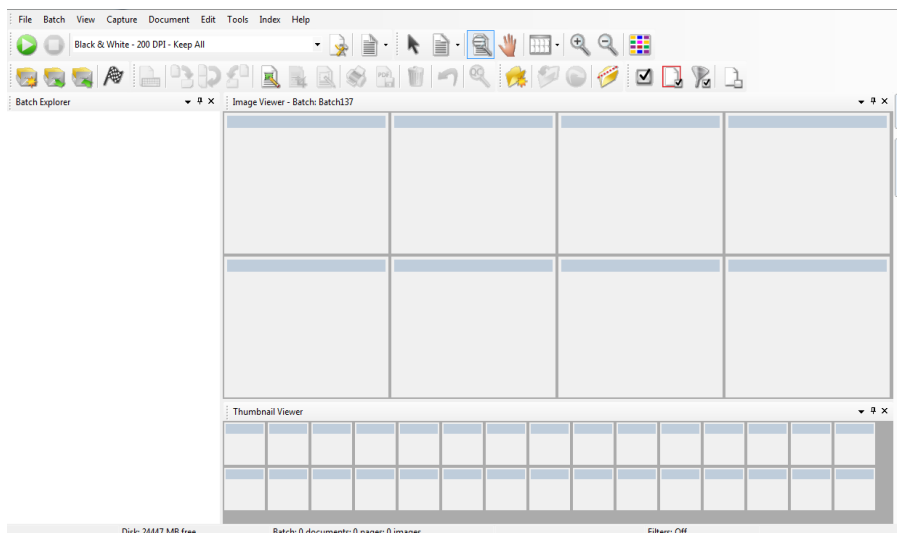 File Batch View Capture Document Edit Tools Index Help
Black & White - 200 DPI - Keep All
PDF
Batch Explorer
Image Viewer - Batch: Batch137
Thumbnail Viewer
Disk: 24447 MB free Batch: 0 documents: 0 pages: 0 images Filters: Off